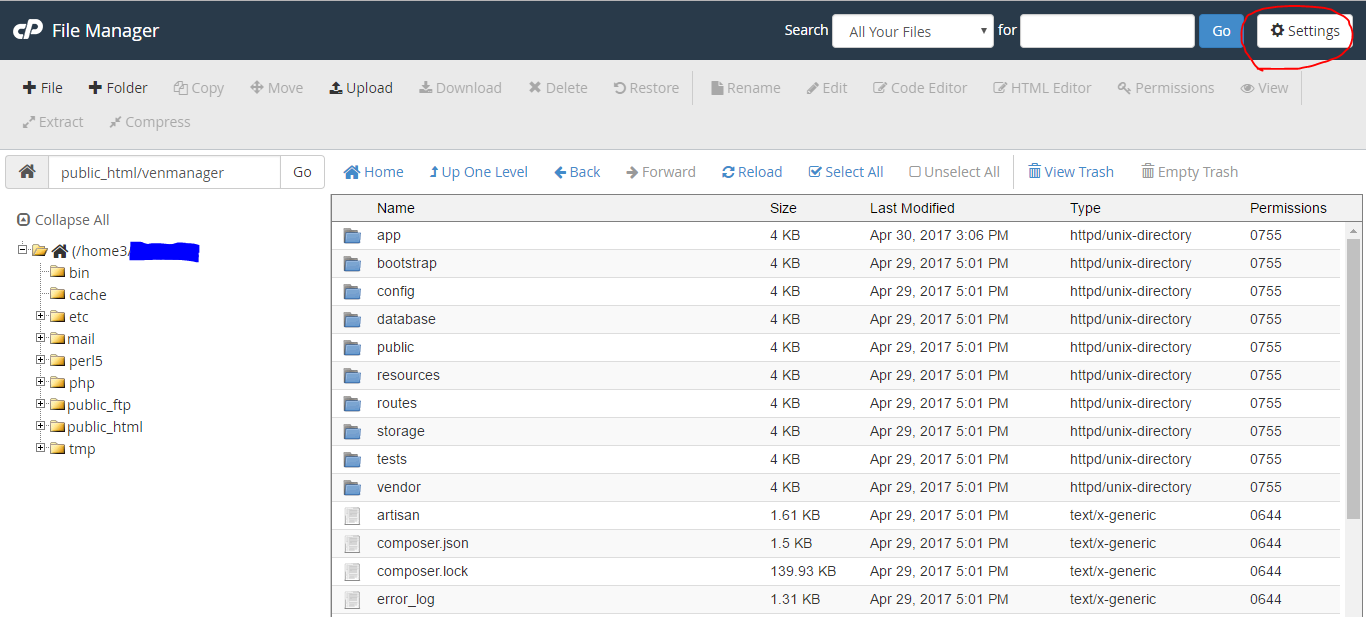 cP File Manager Search All Your Files for Go Settings
File Folder Copy Move Upload Download Delete Restore Rename Edit Code Editor HTML Editor Permissions View
Extract Compress
public_html/venmanager Go Home Up One Level Back Forward Reload Select All Unselect All View Trash Empty Trash
Collapse All
(/home3/
bin
cache
etc
mail
perl5
php
public_ftp
public_html
tmp
Name Size Last Modified Type Permissions
app 4 KB Apr 30, 2017 3:06 PM httpd/unix-directory 0755
bootstrap 4 KB Apr 29, 2017 5:01 PM httpd/unix-directory 0755
config 4 KB Apr 29, 2017 5:01 PM httpd/unix-directory 0755
database 4 KB Apr 29, 2017 5:01 PM httpd/unix-directory 0755
public 4 KB Apr 29, 2017 5:01 PM httpd/unix-directory 0755
resources 4 KB Apr 29, 2017 5:01 PM httpd/unix-directory 0755
routes 4 KB Apr 29, 2017 5:01 PM httpd/unix-directory 0755
storage 4 KB Apr 29, 2017 5:01 PM httpd/unix-directory 0755
tests 4 KB Apr 29, 2017 5:01 PM httpd/unix-directory 0755
vendor 4 KB Apr 29, 2017 5:01 PM httpd/unix-directory 0755
artisan 1.61 KB Apr 29, 2017 5:01 PM text/x-generic 0644
composer.json 1.5 KB Apr 29, 2017 5:01 PM text/x-generic 0644
composer.lock 139.93 KB Apr 29, 2017 5:01 PM text/x-generic 0644
error_log 1.31 KB Apr 29, 2017 5:01 PM text/x-generic 0644